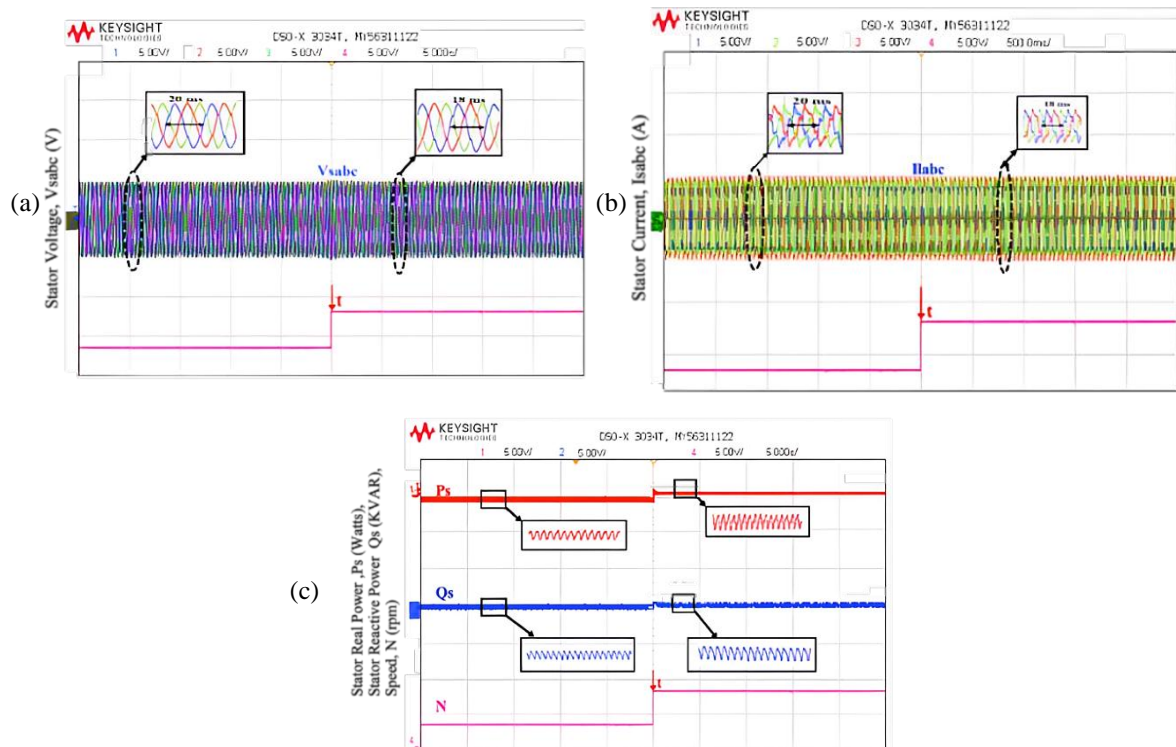 KEYSIGHT
TECHNOLOGIES
DSO-X 3034T, MY56311122
1 5.00V/ 2 5.00V/ 3 5.00V/ 4 5.00V/ 5.000s/
20 ms
18 ms
Vsabc
t
(a)
Stator Voltage, Vsabc (V)
KEYSIGHT
TECHNOLOGIES
DSO-X 3034T, MY56311122
1 5.00V/ 2 5.00V/ 3 5.00V/ 4 5.00V/ 500.0ms/
20 ms
18 ms
Ilabc
t
(b)
Stator Current, Isabc (A)
KEYSIGHT
TECHNOLOGIES
DSO-X 3034T, MY56311122
1 5.00V/ 2 5.00V/ 4 5.00V/ 5.000s/
Ps
Qs
t
N
(c)
Stator Real Power ,Ps (Watts),
Stator Reactive Power Qs (KVAR),
Speed, N (rpm)